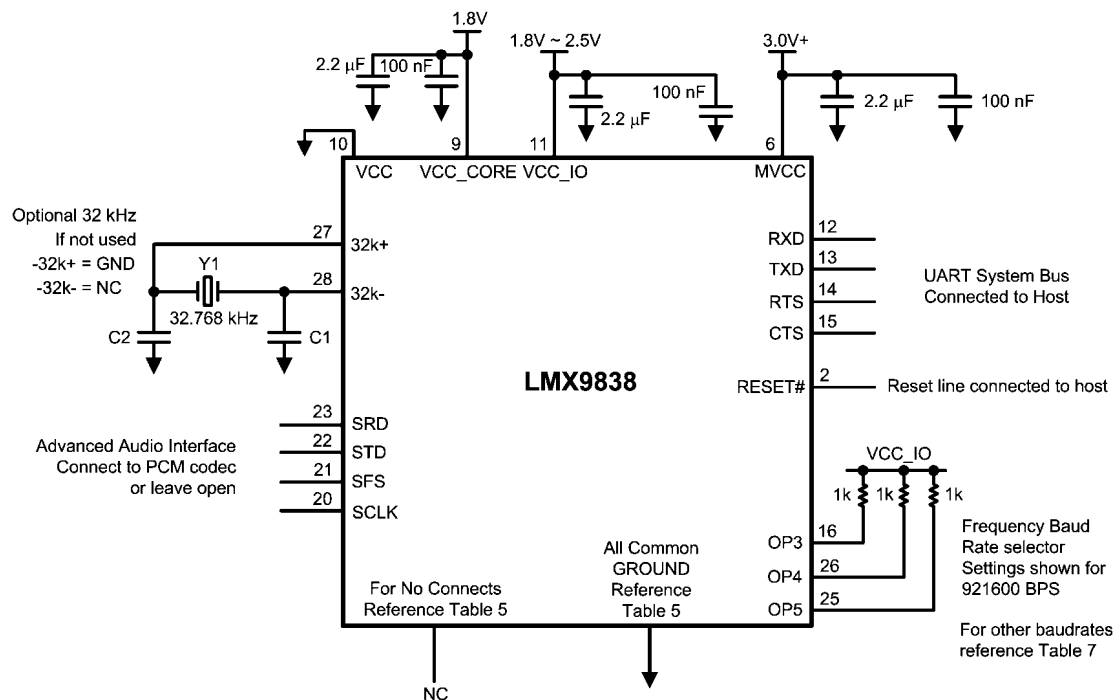 1.8V
2.2 µF
100 nF
1.8V ~ 2.5V
2.2 µF
100 nF
3.0V+
2.2 µF
100 nF
10
9
11
6
VCC
VCC_CORE
VCC_IO
MVCC
Optional 32 kHz
If not used
-32k+ = GND
-32k- = NC
27
32k+
Y1
28
32k-
32.768 kHz
C2
C1
RXD
12
TXD
13
RTS
14
CTS
15
UART System Bus
Connected to Host
LMX9838
RESET#
2
Reset line connected to host
Advanced Audio Interface
Connect to PCM codec
or leave open
23
SRD
22
STD
21
SFS
20
SCLK
VCC_IO
1k
1k
1k
OP3
16
OP4
26
OP5
25
Frequency Baud
Rate selector
Settings shown for
921600 BPS
For other baudrates
reference Table 7
For No Connects
Reference Table 5
All Common
GROUND
Reference
Table 5
NC